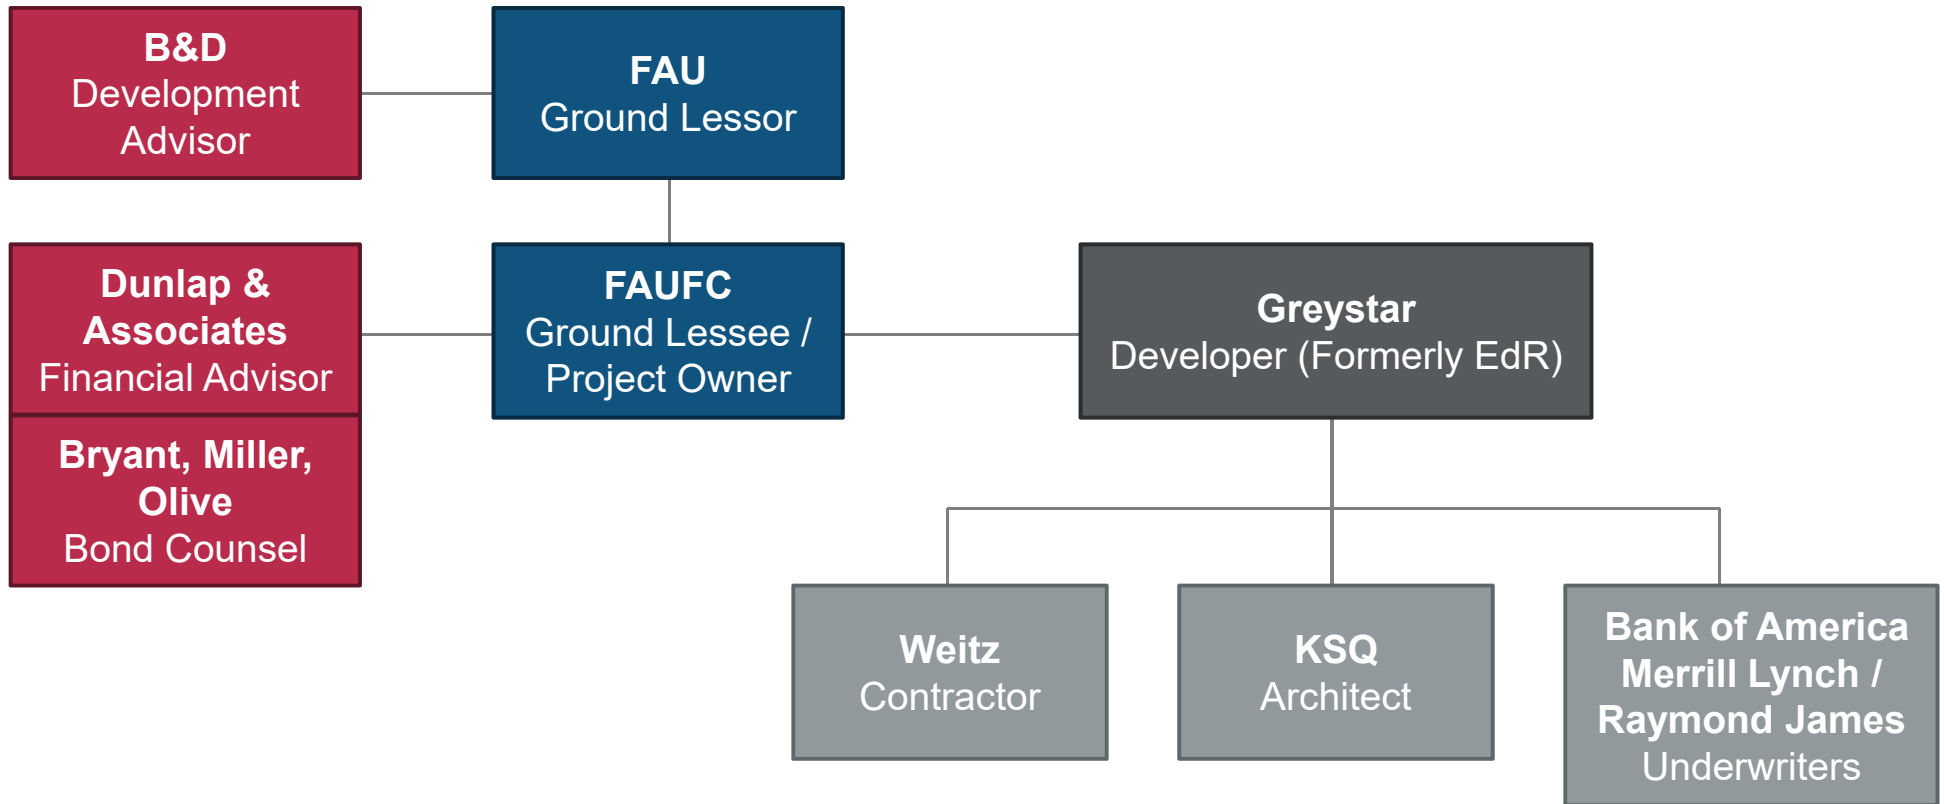 B&D
Development
Advisor
FAU
Ground Lessor
Dunlap &
Associates
Financial Advisor
FAUFC
Ground Lessee /
Project Owner
Greystar
Developer (Formerly EdR)
Bryant, Miller,
Olive
Bond Counsel
Weitz
Contractor
KSQ
Architect
Bank of America
Merrill Lynch /
Raymond James
Underwriters